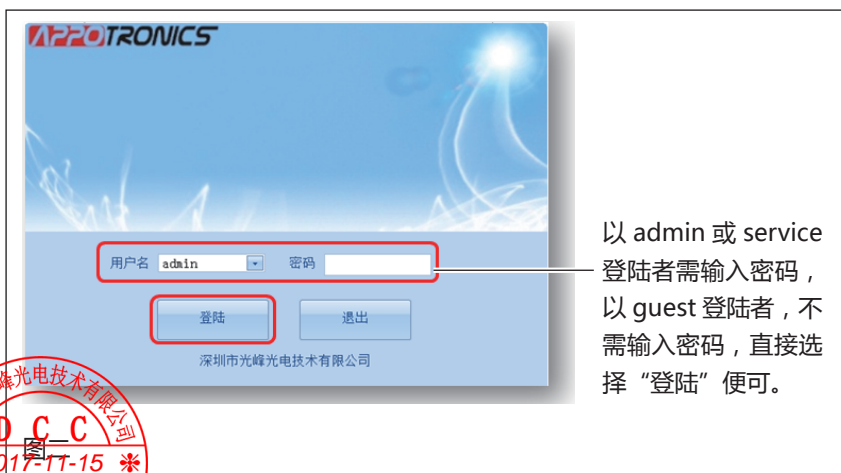 APPOTRONICS
用户名 admin 密码
登陆 退出
深圳市光峰光电技术有限公司
以 admin 或 service
登陆者需输入密码，
以 guest 登陆者，不
需输入密码，直接选
择“登陆”便可。
峰光电技术有限公司
D C C
图二
017-11-15